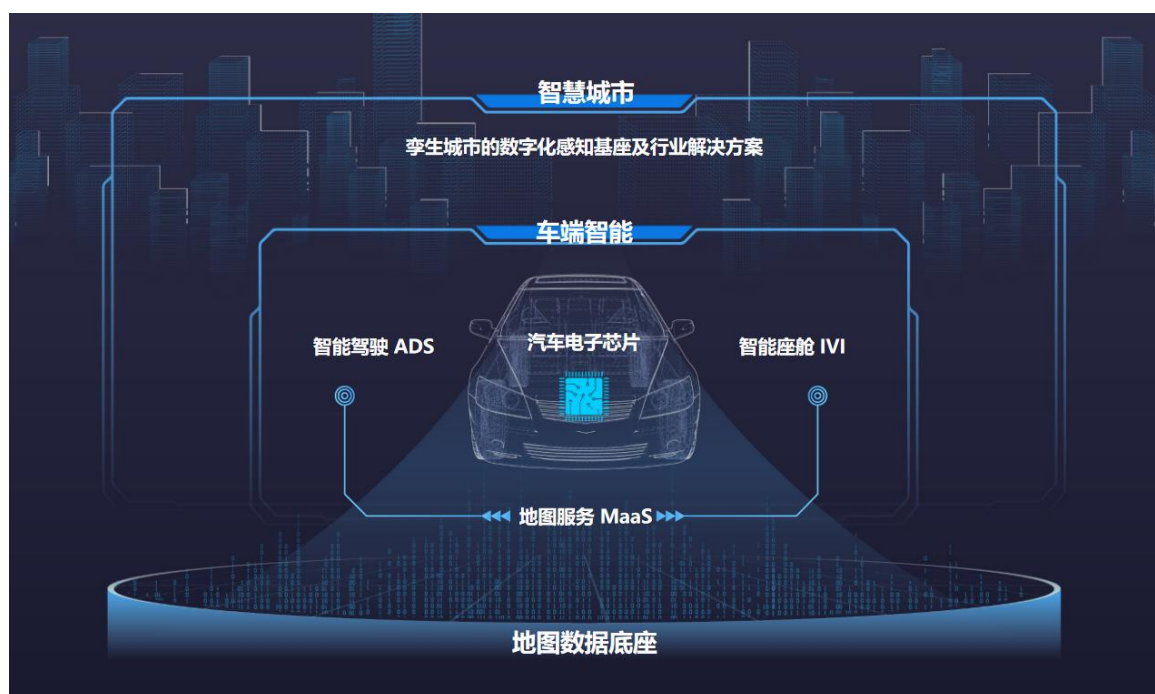 智慧城市
孪生城市的数字化感知基座及行业解决方案
车端智能
智能驾驶 ADS
汽车电子芯片
智能座舱 IVI
地图服务 MaaS
地图数据底座